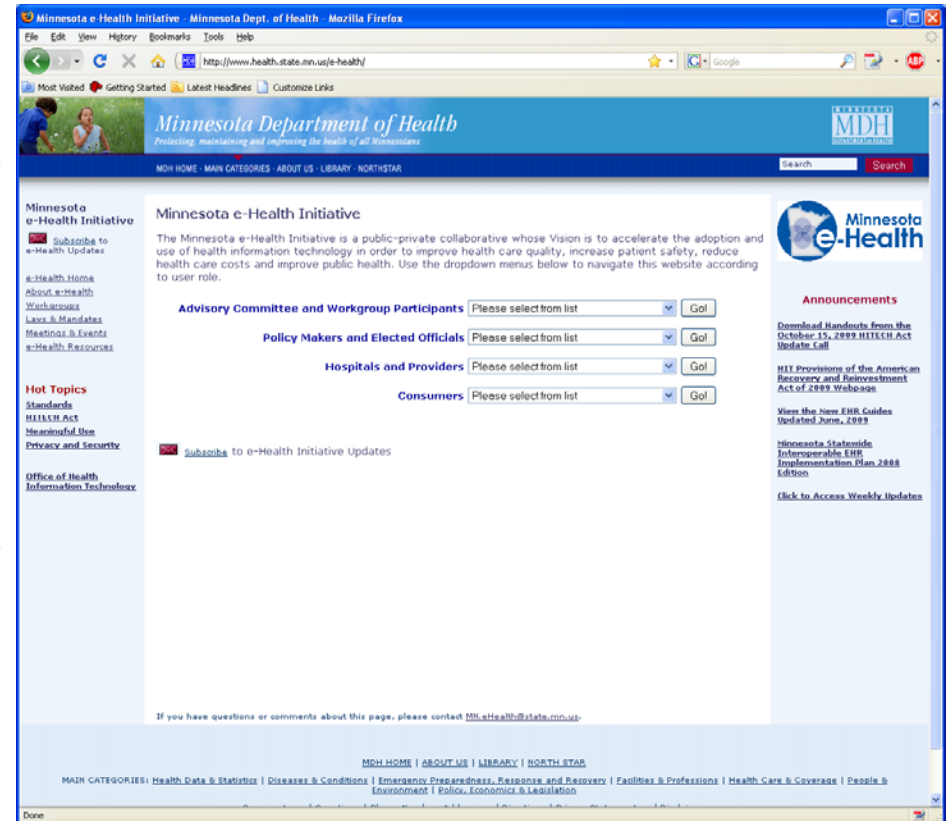 Minnesota e-Health Initiative - Minnesota Dept. of Health - Mozilla Firefox
File Edit View History Bookmarks Tools Help
http://www.health.state.mn.us/e-health/
Google
ABP
Most Visited Getting Started Latest Headlines Customize Links
Minnesota Department of Health
Protecting, maintaining and improving the health of all Minnesotans
MINNESOTA
MDH
DEPARTMENT OF HEALTH
MDH HOME - MAIN CATEGORIES - ABOUT US - LIBRARY - NORTHSTAR
Search
Search
Minnesota
e-Health Initiative
Subscribe to
e-Health Updates
e-Health Home
About e-Health
Workgroups
Laws & Mandates
Meetings & Events
e-Health Resources
Hot Topics
Standards
HITECH Act
Meaningful Use
Privacy and Security
Office of Health
Information Technology
Minnesota e-Health Initiative
The Minnesota e-Health Initiative is a public-private collaborative whose Vision is to accelerate the adoption and
use of health information technology in order to improve health care quality, increase patient safety, reduce
health care costs and improve public health. Use the dropdown menus below to navigate this website according
to user role.
Advisory Committee and Workgroup Participants Please select from list Go!
Policy Makers and Elected Officials Please select from list Go!
Hospitals and Providers Please select from list Go!
Consumers Please select from list Go!
Subscribe to e-Health Initiative Updates
Minnesota
e-Health
Announcements
Download Handouts from the
October 15, 2009 HITECH Act
Update Call
HIT Provisions of the American
Recovery and Reinvestment
Act of 2009 Webpage
View the New EHR Guides
Updated June, 2009
Minnesota Statewide
Interoperable EHR
Implementation Plan 2008
Edition
Click to Access Weekly Updates
If you have questions or comments about this page, please contact MN.eHealth@state.mn.us.
MDH HOME | ABOUT US | LIBRARY | NORTH STAR
MAIN CATEGORIES: Health Data & Statistics | Diseases & Conditions | Emergency Preparedness, Response and Recovery | Facilities & Professions | Health Care & Coverage | People &
Environment | Policy, Economics & Legislation
Done